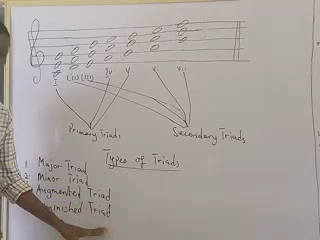 I (ii) (iii) Iv V vi vii
Primary Triads Secondary Triads
Types of Triads
1 Major Triad
2. Minor Triad
Augmented Triad
minished Triad